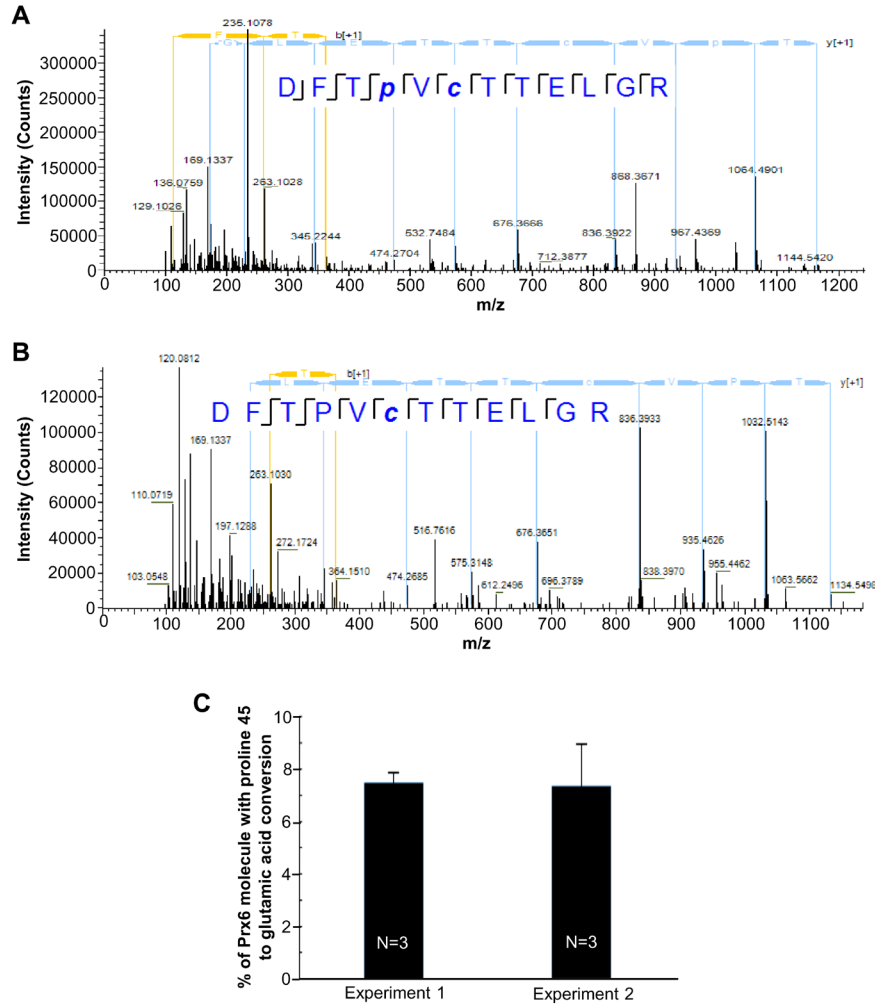 A
236.1078
F T b[+1]
G L E T T c V p T y[+1]
D F T p V c T T E L G R
169.1337
136.0759
129.1026
263.1028
345.2244
474.2704
532.7484
676.3666
712.3877
836.3922
868.3671
967.4369
1064.4901
1144.5420
Intensity (Counts)
300000
250000
200000
150000
100000
50000
0
0 100 200 300 400 500 600 700 800 900 1000 1100 1200
m/z
B
120.0812
T b[+1]
L E T T c V P T y[+1]
D F T P V c T T E L G R
169.1337
110.0719
103.0548
197.1288
263.1030
272.1724
364.1510
474.2685
516.7616
575.3148
612.2496
676.3651
696.3789
836.3933
838.3970
935.4626
955.4462
1032.5143
1063.5662
1134.5498
Intensity (Counts)
120000
100000
80000
60000
40000
20000
0
0 100 200 300 400 500 600 700 800 900 1000 1100
m/z
C
% of Prx6 molecule with proline 45
to glutamic acid conversion
10
8
6
4
2
0
N=3
N=3
Experiment 1
Experiment 2